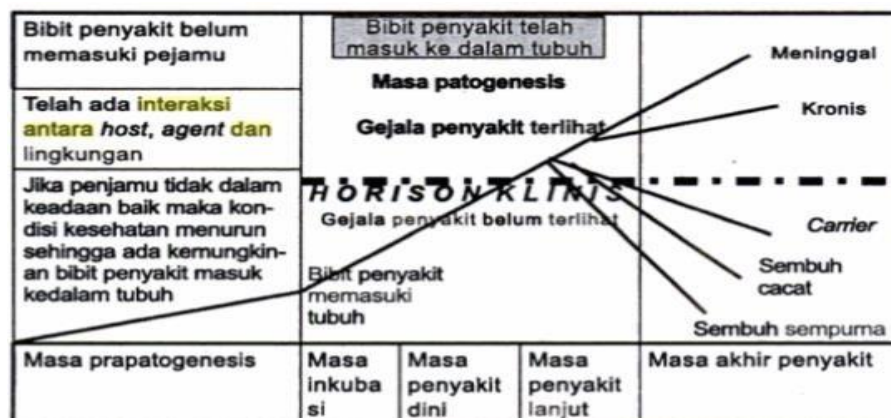 Bibit penyakit belum
memasuki pejamu
Telah ada interaksi
antara host, agent dan
lingkungan
Jika penjamu tidak dalam
keadaan baik maka kon-
disi kesehatan menurun
sehingga ada kemungkin-
an bibit penyakit masuk
kedalam tubuh
Bibit penyakit telah
masuk ke dalam tubuh
Masa patogenesis
Gejala penyakit terlihat
HORISON KLINIS
Gejala penyakit belum terlihat
Bibit penyakit
memasuki
tubuh
Meninggal
Kronis
Carrier
Sembuh
cacat
Sembuh sempurna
Masa prapatogenesis
Masa
inkuba
si
Masa
penyakit
dini
Masa
penyakit
lanjut
Masa akhir penyakit